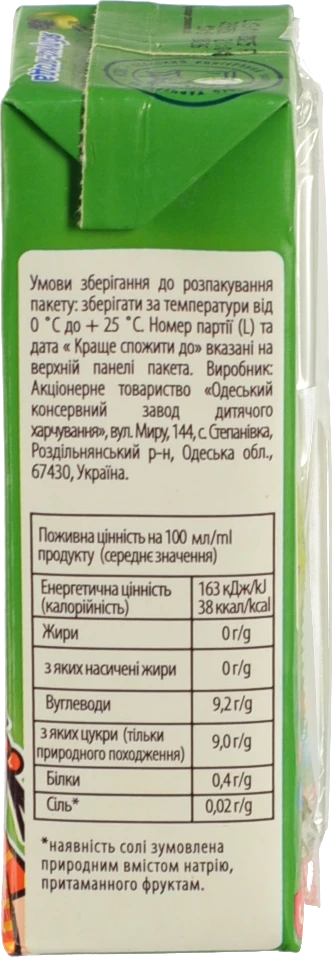 Умови зберігання до розпакування
пакету: зберігати за температури від
0 ˚С до + 25 ˚С. Номер партії (L) та
дата « Краще спожити до» вказані на
верхній панелі пакета. Виробник:
Акціонерне товариство «Одеський
консервний завод дитячого
харчування», вул. Миру, 144, с. Степанівка,
Роздільнянський р-н, Одеська обл.,
67430, Україна.
Поживна цінність на 100 мл/ml
продукту (середнє значення)
Енергетична цінність 163 кДж/kJ
(калорійність) 38 ккал/kcal
Жири 0 г/g
з яких насичені жири 0 г/g
Вуглеводи 9,2 г/g
з яких цукри (тільки
природного походження) 9,0 г/g
Білки 0,4 г/g
Сіль* 0,02 г/g
*наявність солі зумовлена
природним вмістом натрію,
притаманного фруктам.